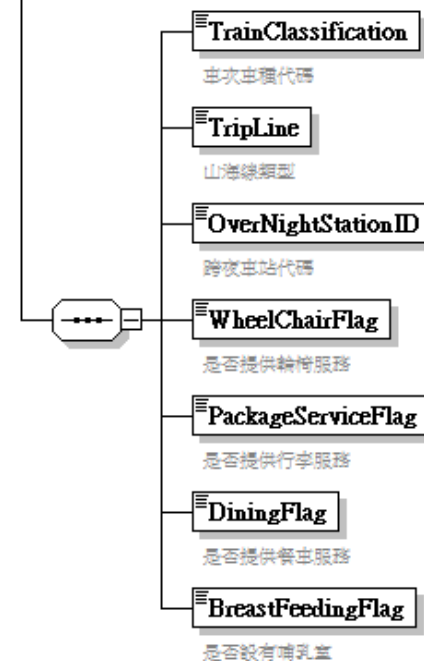 TrainClassification
車次車種代碼
TripLine
山海線類型
OverNightStationID
跨夜車站代碼
WheelChairFlag
是否提供輪椅服務
PackageServiceFlag
是否提供行李服務
DiningFlag
是否提供餐車服務
BreastFeedingFlag
是否設有哺乳室